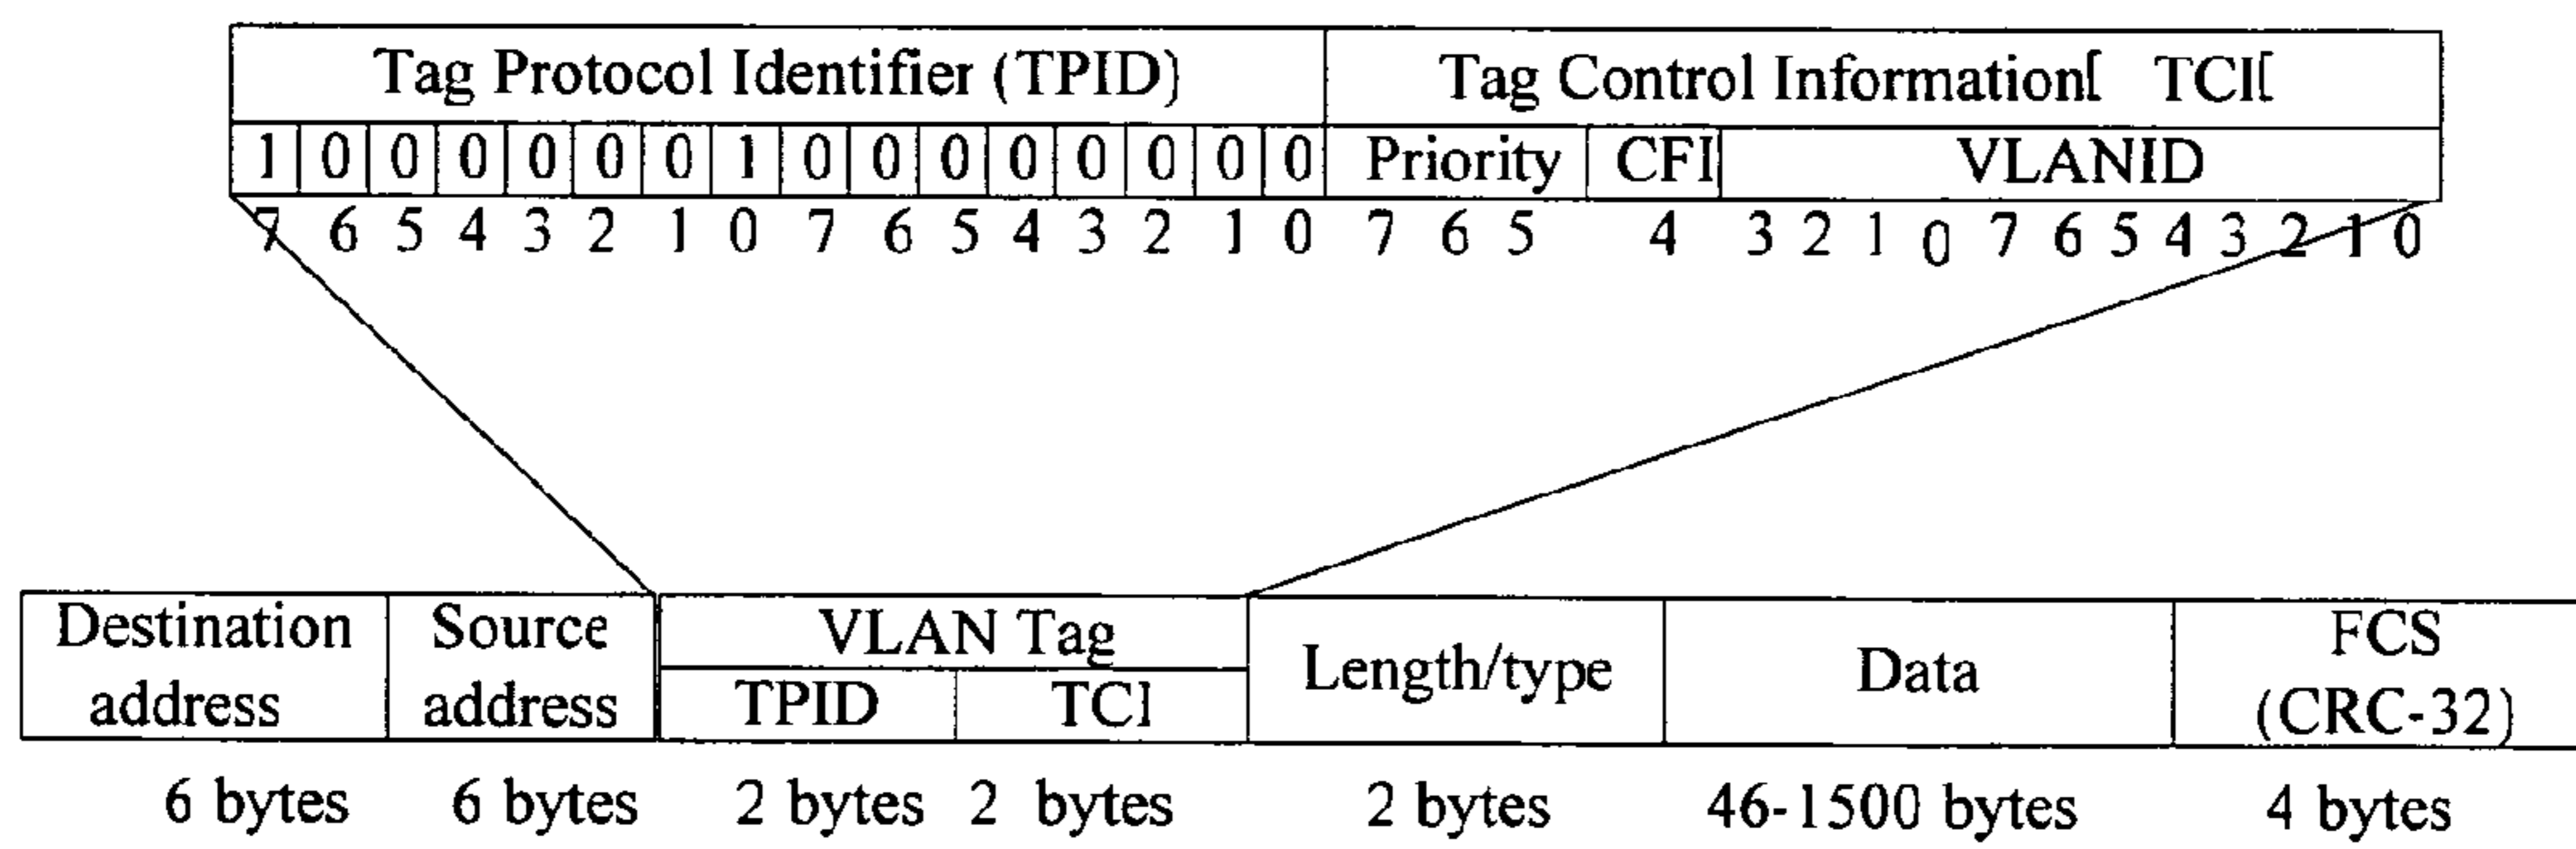 Tag Protocol Identifier (TPID) Tag Control Information[ TCI[
1 0 0 0 0 0 0 1 0 0 0 0 0 0 0 0 Priority CFI VLANID
7 6 5 4 3 2 1 0 7 6 5 4 3 2 1 0 7 6 5 4 3 2 1 0 7 6 5 4 3 2 1 0
Destination address Source address VLAN Tag TPID TCI Length/type Data FCS (CRC-32)
6 bytes 6 bytes 2 bytes 2 bytes 2 bytes 46-1500 bytes 4 bytes